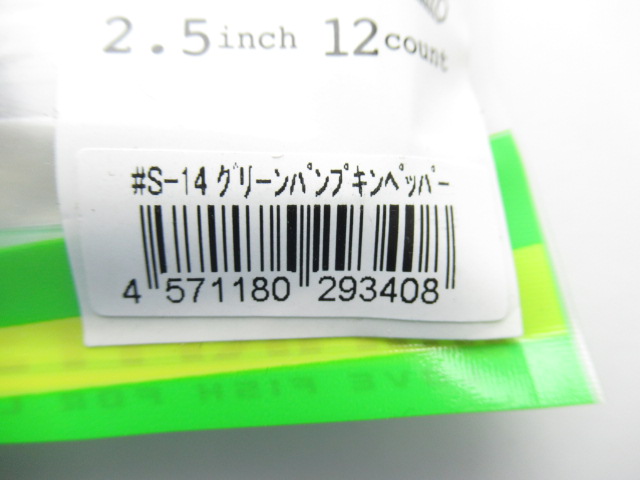 2.5inch 12count
#S-14 グリーンパンプキンペッパー
4 571180 293408